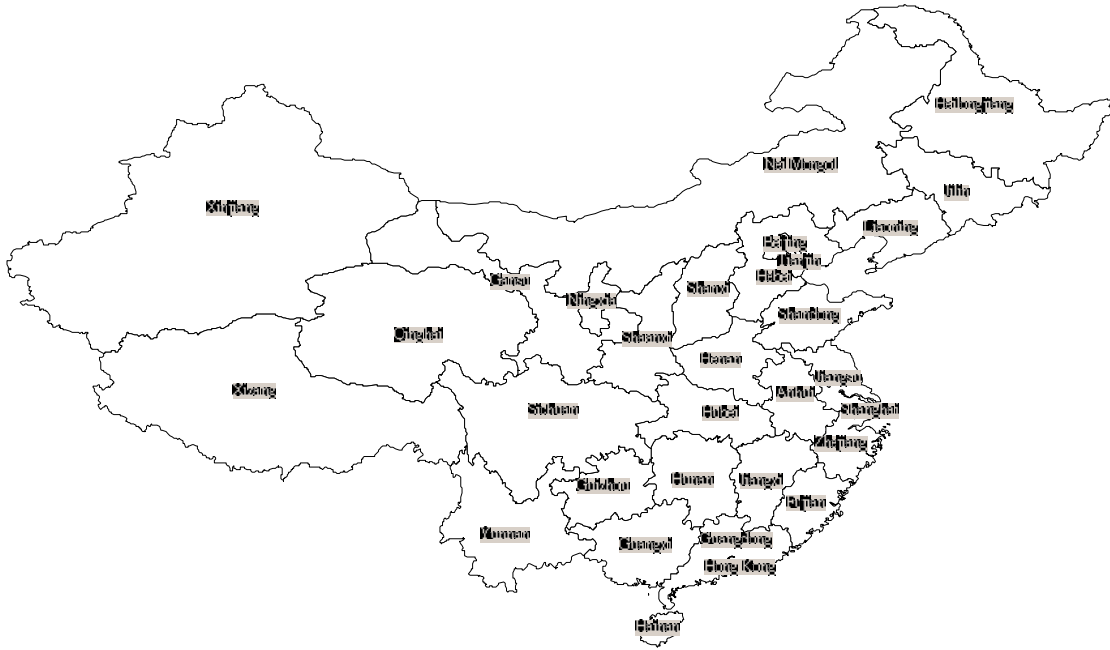 Hailongjiang
Nei Mongol
Jilin
Xinjiang
Liaoning
Beijing
Tianjin
Hebei
Gansu
Shanxi
Ningxia
Shandong
Qinghai
Shaanxi
Henan
Jiangsu
Xizang
Anhui
Sichuan
Hubei
Shanghai
Zhejiang
Hunan
Jiangxi
Guizhou
Fujian
Yunnan
Guangdong
Guangxi
Hong Kong
Hainan